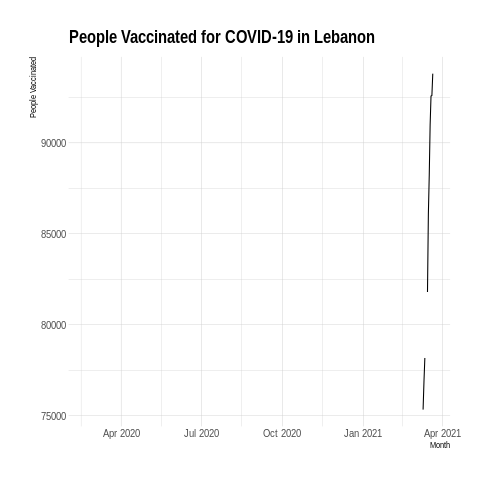 People Vaccinated for COVID-19 in Lebanon
People Vaccinated
90000
85000
80000
75000
Apr 2020 Jul 2020 Oct 2020 Jan 2021 Apr 2021
Month